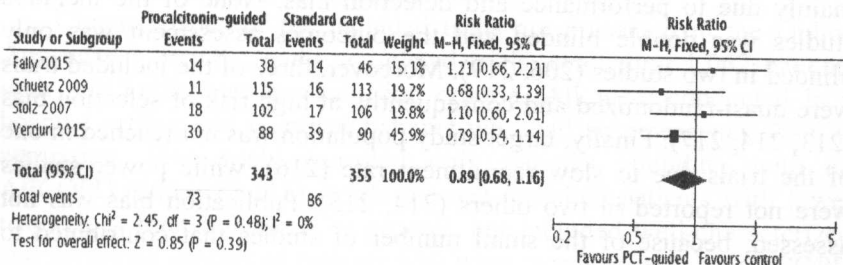 Procalcitonin-guided Standard care Risk Ratio Risk Ratio
Study or Subgroup Events Total Events Total Weight M–H, Fixed, 95% CI M–H, Fixed, 95% CI
Fally 2015 14 38 14 46 15.1% 1.21 [0.66, 2.21]
Schuetz 2009 11 115 16 113 19.2% 0.68 [0.33, 1.39]
Stolz 2007 18 102 17 106 19.8% 1.10 [0.60, 2.01]
Verduri 2015 30 88 39 90 45.9% 0.79 [0.54, 1.14]
Total (95% CI) 343 355 100.0% 0.89 [0.68, 1.16]
Total events 73 86
Heterogeneity: Chi² = 2.45, df = 3 (P = 0.48); I² = 0%
Test for overall effect: Z = 0.85 (P = 0.39)
0.2 0.5 1 2 5
Favours PCT-guided Favours control